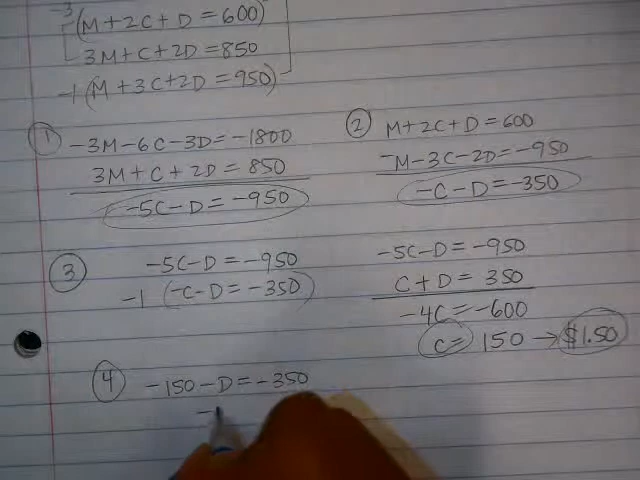 -3(M+2C+D=600)
3M+C+2D=850
-1(M+3C+2D=950)
1 -3M-6C-3D=-1800
3M+C+2D=850
-5C-D=-950
2 M+2C+D=600
-M-3C-2D=-950
-C-D=-350
3 -5C-D=-950
-1(-C-D=-350)
-5C-D=-950
C+D=350
-4C=-600
C=150→$1.50
4 -150-D=-350
-